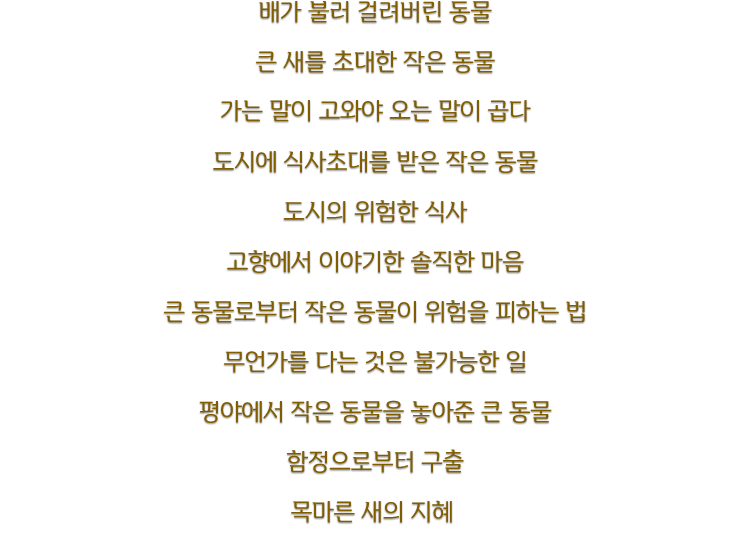 배가 불러 걸려버린 동물
큰 새를 초대한 작은 동물
가는 말이 고와야 오는 말이 곱다
도시에 식사초대를 받은 작은 동물
도시의 위험한 식사
고향에서 이야기한 솔직한 마음
큰 동물로부터 작은 동물이 위험을 피하는 법
무언가를 다는 것은 불가능한 일
평야에서 작은 동물을 놓아준 큰 동물
함정으로부터 구출
목마른 새의 지혜